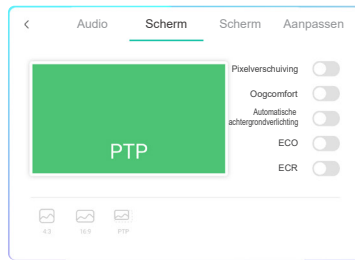 Audio Scherm Scherm Aanpassen
Pixelverschuiving
Oogcomfort
Automatische
achtergrondverlichting
PTP
ECO
ECR
4:3 16:9 PTP